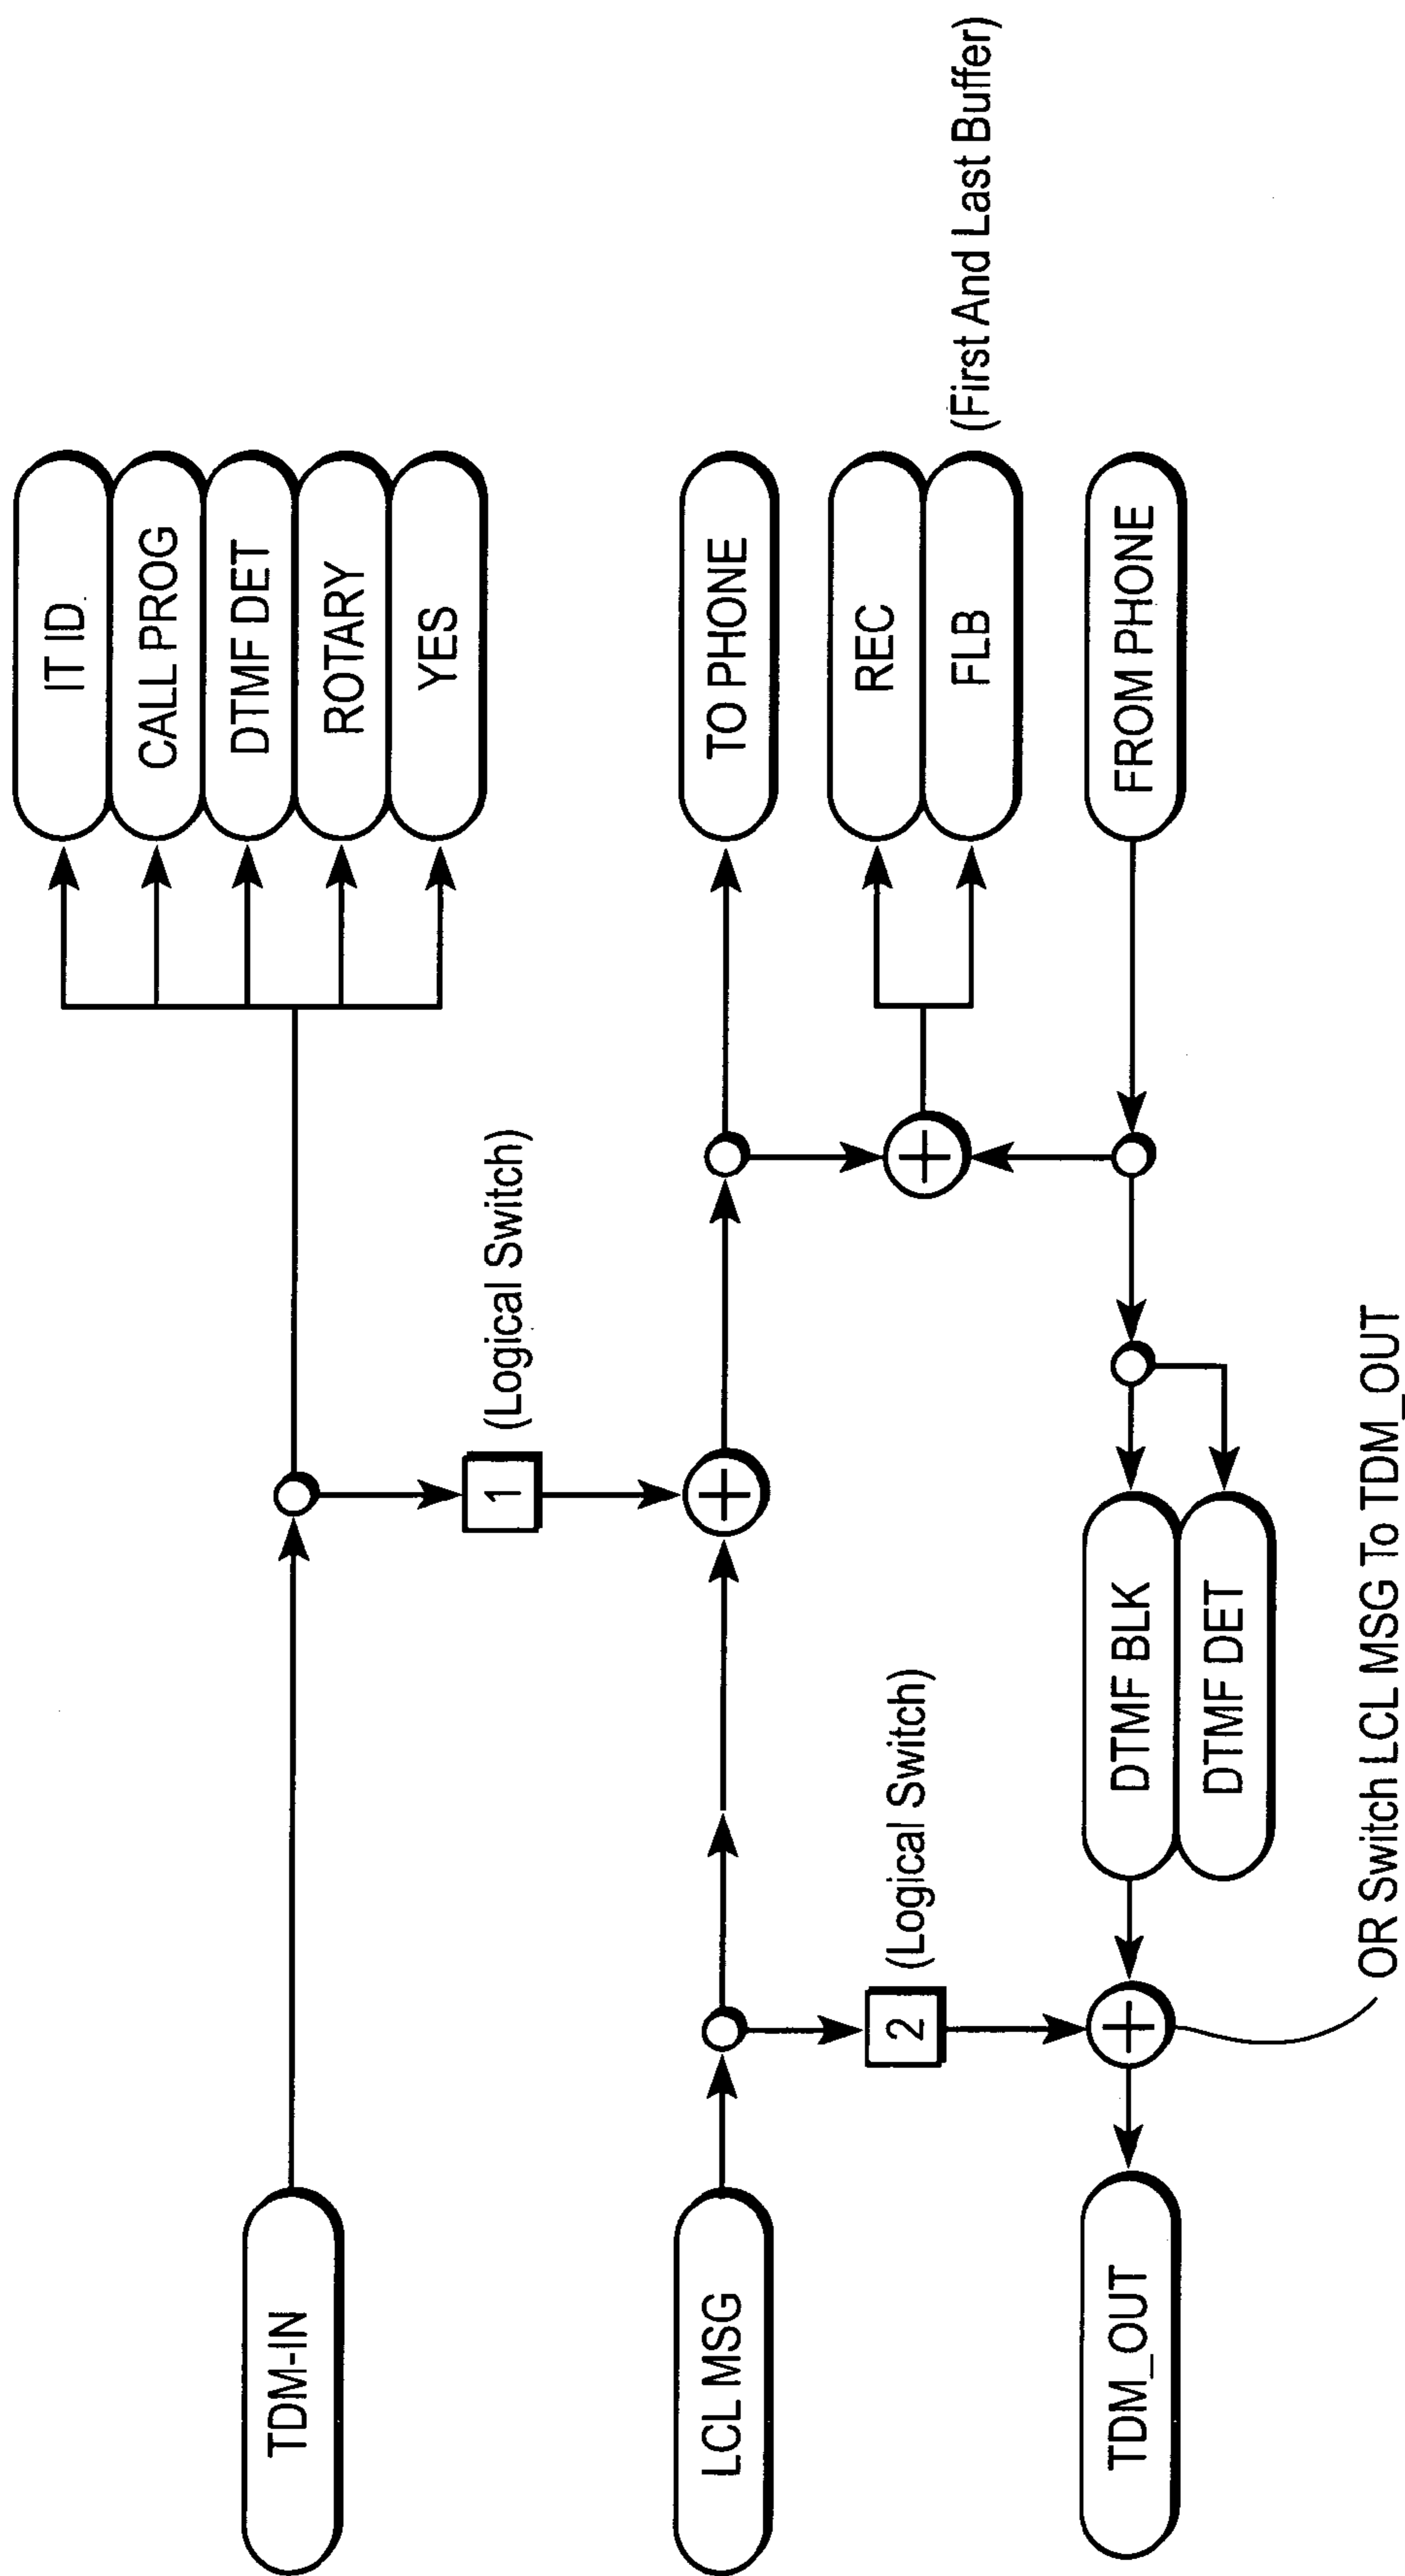 IT ID
CALL PROG
DTMF DET
ROTARY
YES
TDM-IN
1
(Logical Switch)
TO PHONE
LCL MSG
2
(Logical Switch)
REC
FLB
(First And Last Buffer)
FROM PHONE
DTMF BLK
DTMF DET
TDM_OUT
OR Switch LCL MSG To TDM_OUT